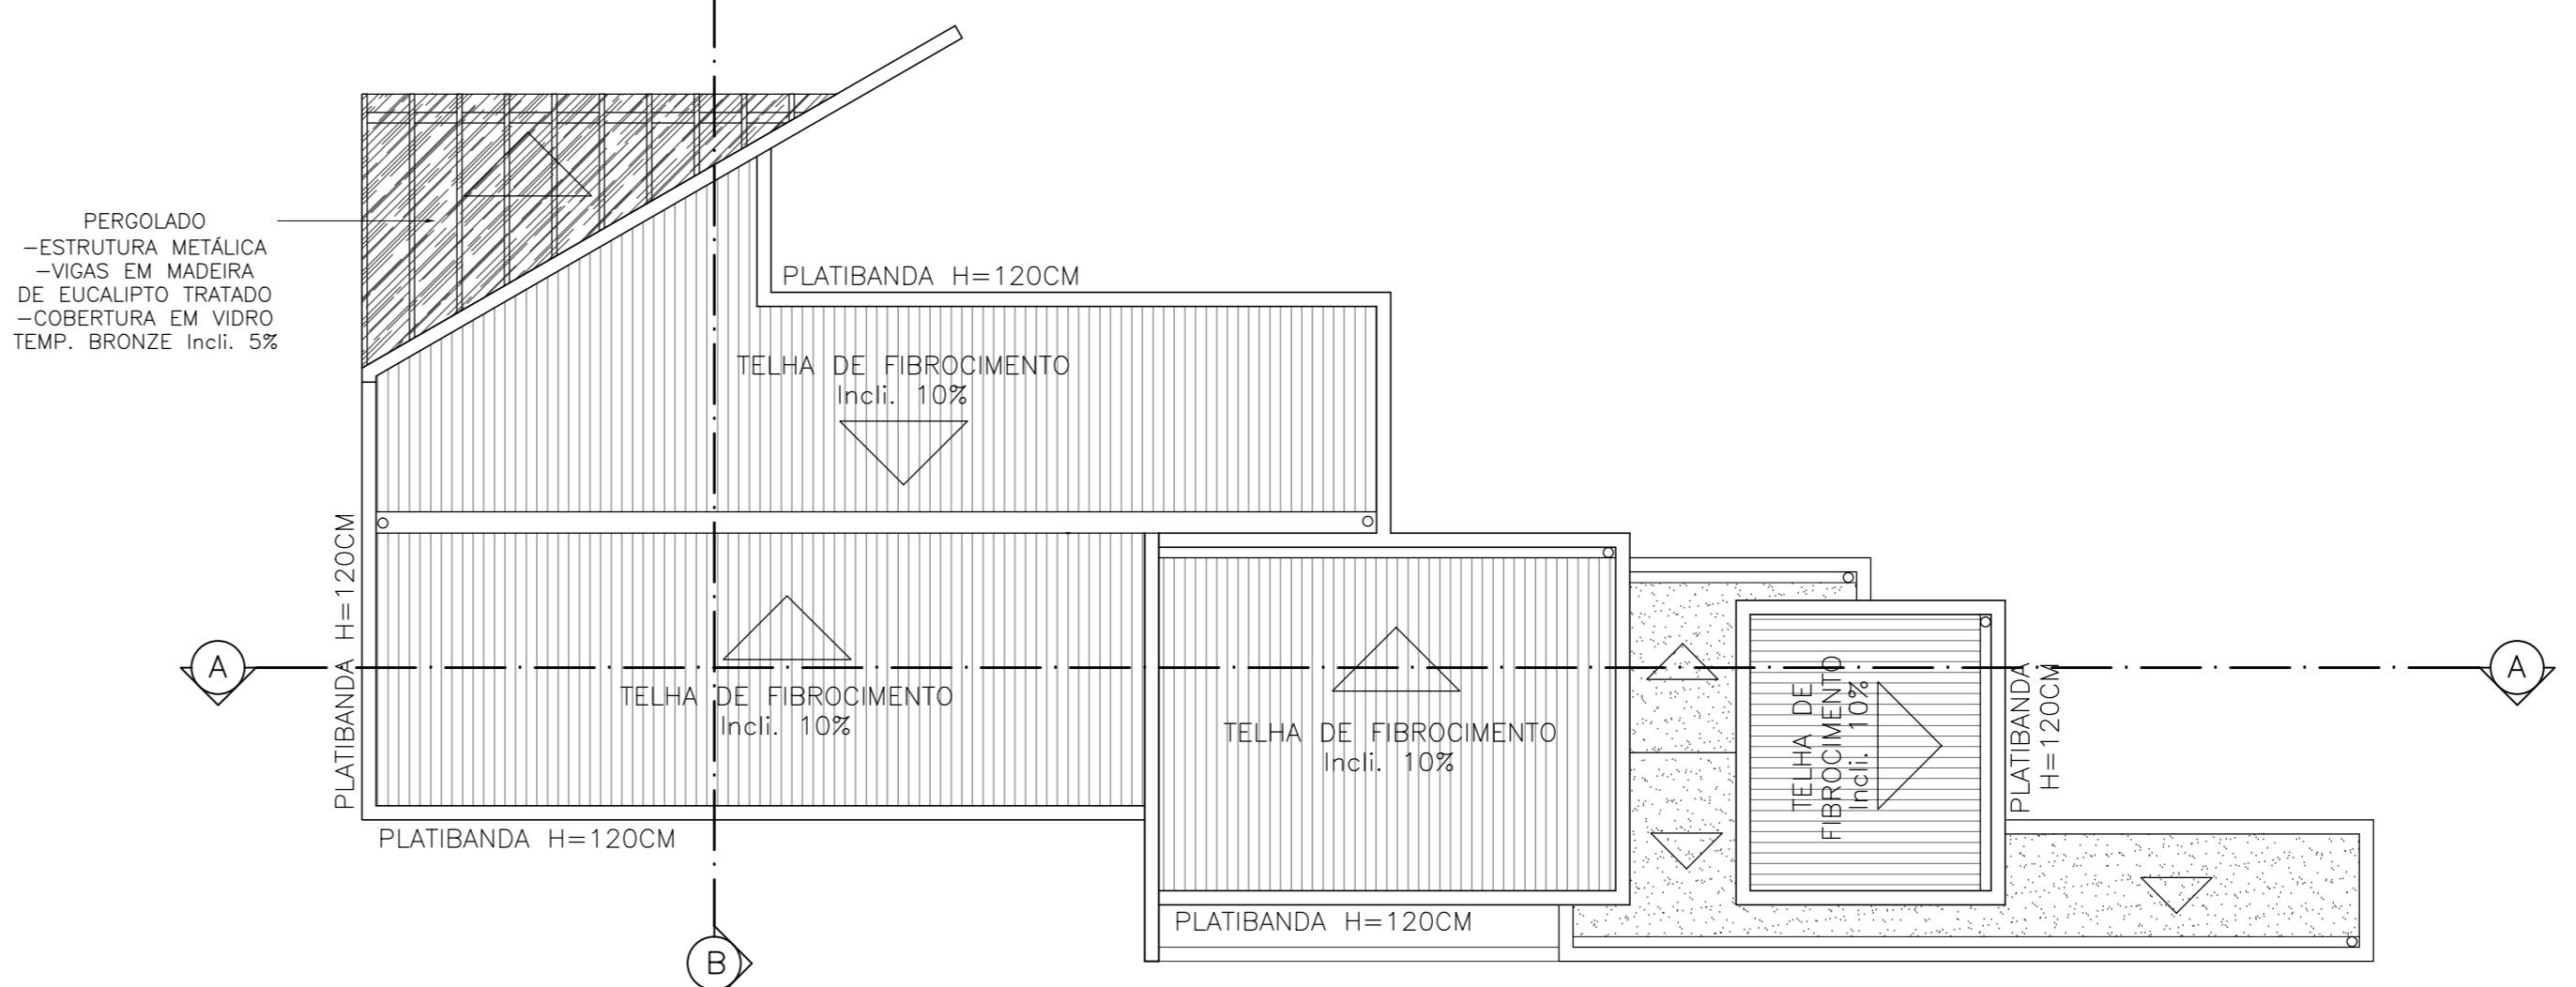 PERGOLADO
-ESTRUTURA METÁLICA
-VIGAS EM MADEIRA
DE EUCALIPTO TRATADO
-COBERTURA EM VIDRO
TEMP. BRONZE Incli. 5%
PLATIBANDA H=120CM
TELHA DE FIBROCIMENTO
Incli. 10%
PLATIBANDA H=120CM
A
TELHA DE FIBROCIMENTO
Incli. 10%
PLATIBANDA H=120CM
TELHA DE FIBROCIMENTO
Incli. 10%
PLATIBANDA H=120CM
TELHA DE
FIBROCIMENTO
Incli. 10%
PLATIBANDA
H=120CM
A
B